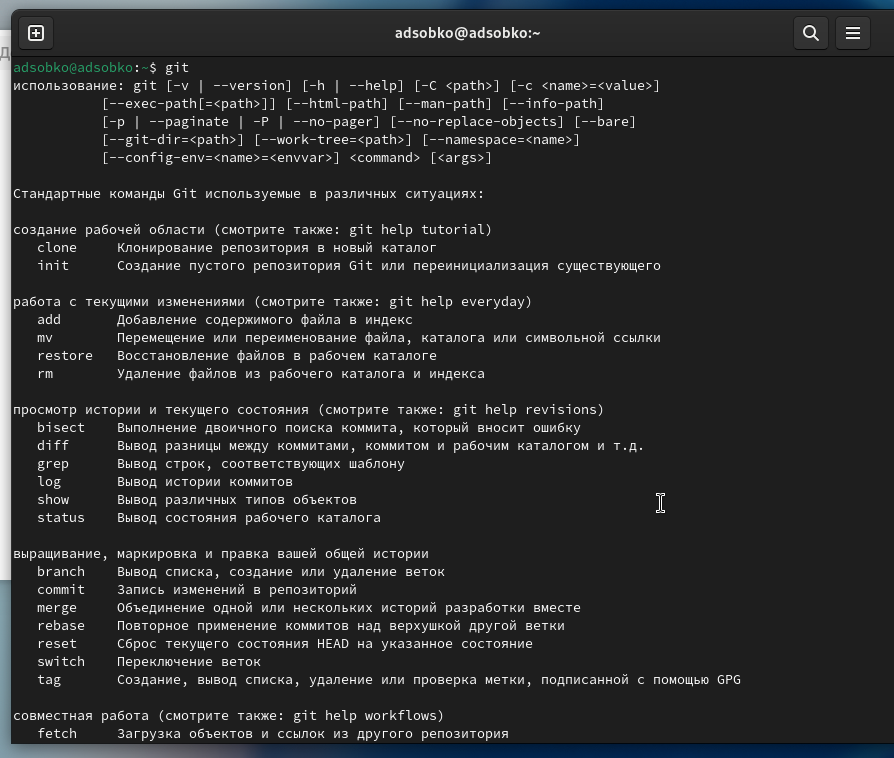 adsobko@adsobko:~
adsobko@adsobko:~$ git
использование: git [-v | --version] [-h | --help] [-C <path>] [-c <name>=<value>]
[--exec-path[=<path>]] [--html-path] [--man-path] [--info-path]
[-p | --paginate | -P | --no-pager] [--no-replace-objects] [--bare]
[--git-dir=<path>] [--work-tree=<path>] [--namespace=<name>]
[--config-env=<name>=<envvar>] <command> [<args>]
Стандартные команды Git используемые в различных ситуациях:
создание рабочей области (смотрите также: git help tutorial)
clone Клонирование репозитория в новый каталог
init Создание пустого репозитория Git или переинициализация существующего
работа с текущими изменениями (смотрите также: git help everyday)
add Добавление содержимого файла в индекс
mv Перемещение или переименование файла, каталога или символьной ссылки
restore Восстановление файлов в рабочем каталоге
rm Удаление файлов из рабочего каталога и индекса
просмотр истории и текущего состояния (смотрите также: git help revisions)
bisect Выполнение двоичного поиска коммита, который вносит ошибку
diff Вывод разницы между коммитами, коммитом и рабочим каталогом и т.д.
grep Вывод строк, соответствующих шаблону
log Вывод истории коммитов
show Вывод различных типов объектов
status Вывод состояния рабочего каталога
выращивание, маркировка и правка вашей общей истории
branch Вывод списка, создание или удаление веток
commit Запись изменений в репозиторий
merge Объединение одной или нескольких историй разработки вместе
rebase Повторное применение коммитов над верхушкой другой ветки
reset Сброс текущего состояния HEAD на указанное состояние
switch Переключение веток
tag Создание, вывод списка, удаление или проверка метки, подписанной с помощью GPG
совместная работа (смотрите также: git help workflows)
fetch Загрузка объектов и ссылок из другого репозитория